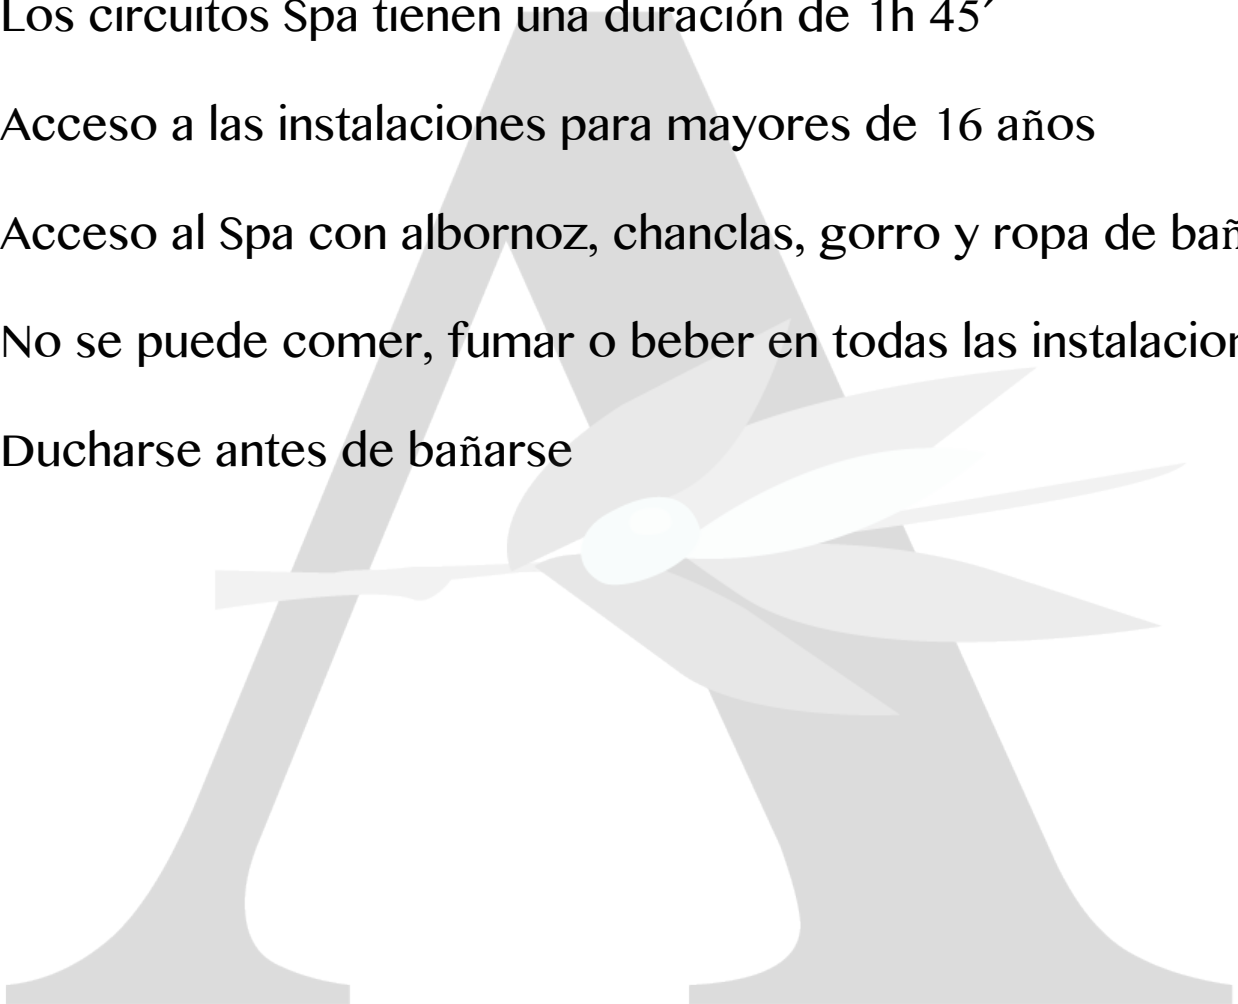 Los circuitos Spa tienen una duración de 1h 45´
Acceso a las instalaciones para mayores de 16 años
Acceso al Spa con albornoz, chanclas, gorro y ropa de bañ
No se puede comer, fumar o beber en todas las instalacion
Ducharse antes de bañarse